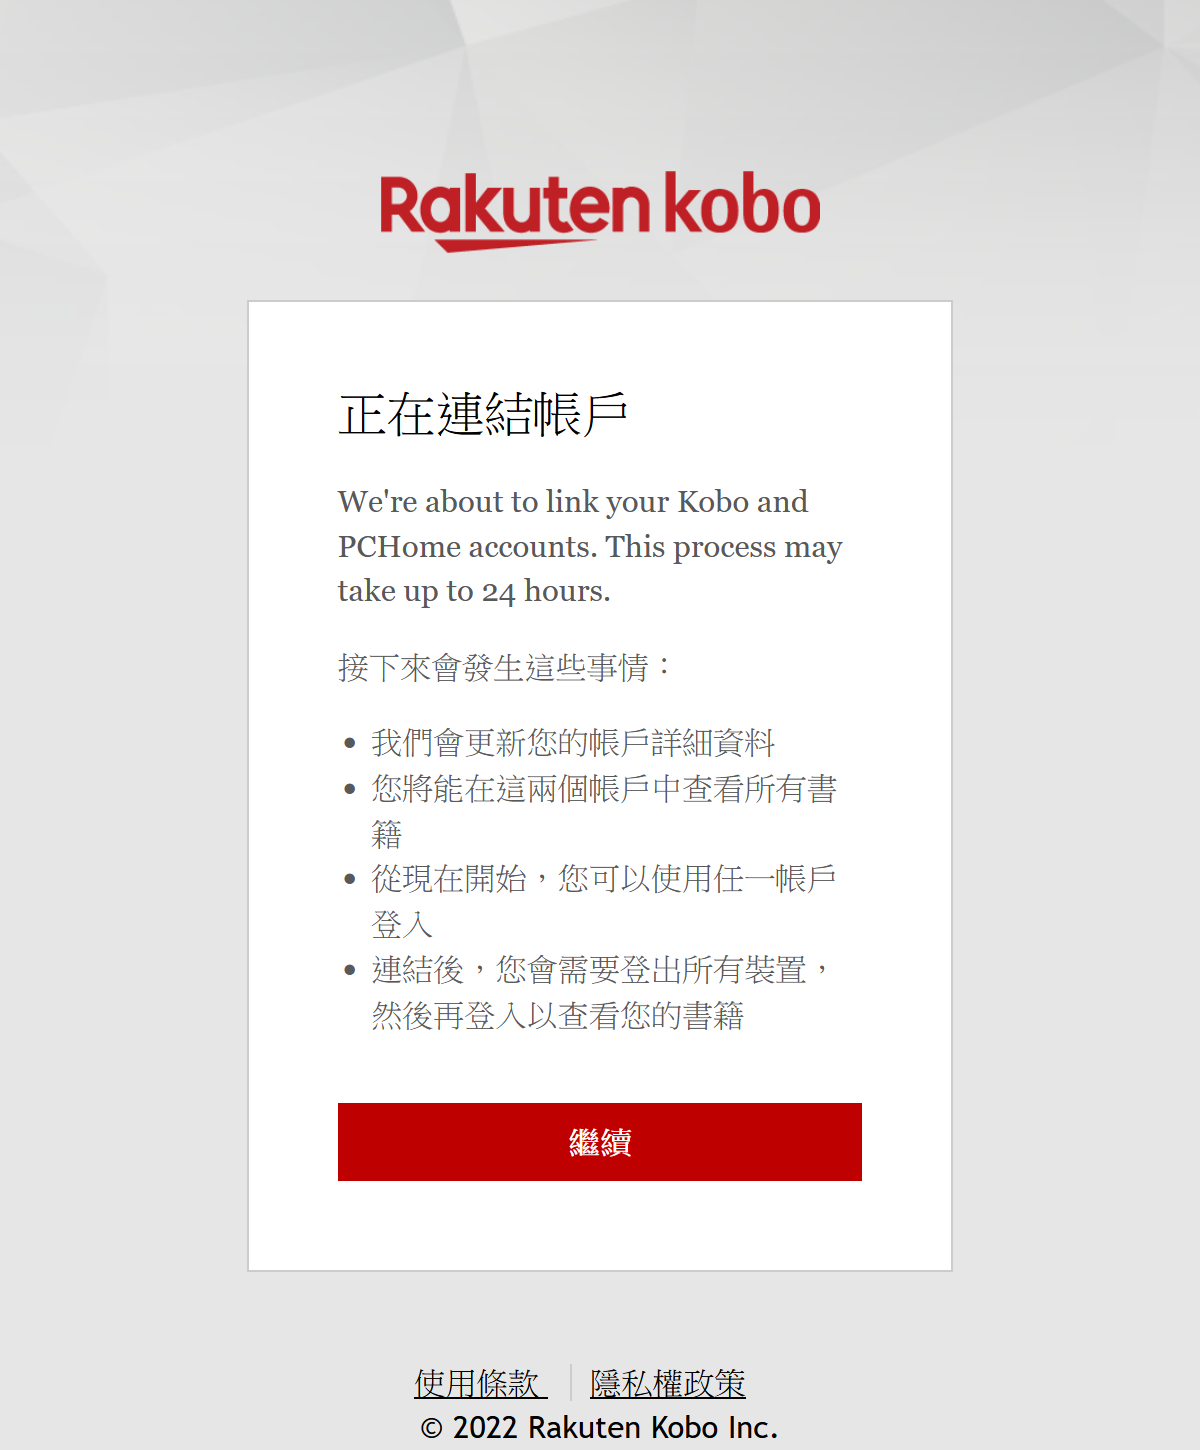 Rakuten kobo
正在連結帳戶
We're about to link your Kobo and
PCHome accounts. This process may
take up to 24 hours.
接下來會發生這些事情：
• 我們會更新您的帳戶詳細資料
• 您將能在這兩個帳戶中查看所有書
籍
• 從現在開始，您可以使用任一帳戶
登入
• 連結後，您會需要登出所有裝置，
然後再登入以查看您的書籍
繼續
使用條款 | 隱私權政策
© 2022 Rakuten Kobo Inc.